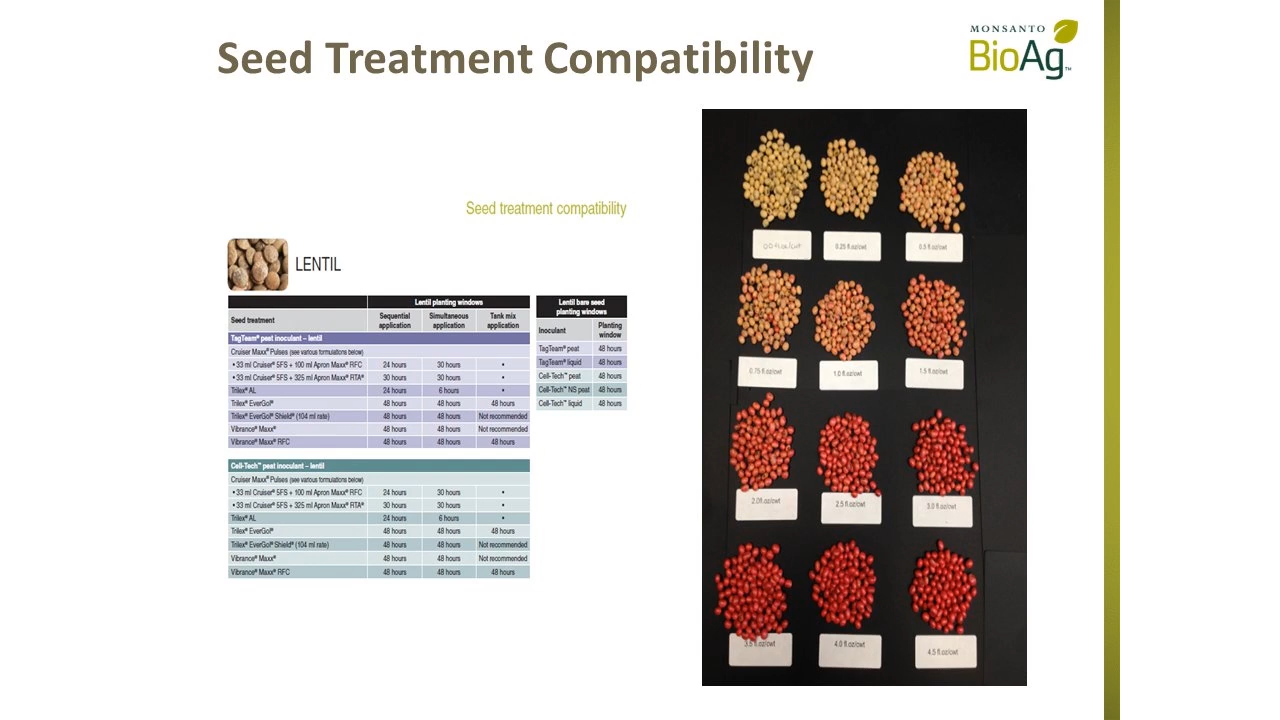 Seed Treatment Compatibility
MONSANTO
BioAg™
Seed treatment compatibility
LENTIL
Lentil planting windows
Seed treatment Sequential application Simultaneous application Tank mix application
TagTeam® peat inoculant – lentil
Cruiser Maxx® Pulses (see various formulations below)
• 33 ml Cruiser® 5FS + 100 ml Apron Maxx® RFC 24 hours 30 hours •
• 33 ml Cruiser® 5FS + 325 ml Apron Maxx® RTA® 30 hours 30 hours •
Trilex® AL 24 hours 6 hours •
Trilex® EverGol® 48 hours 48 hours 48 hours
Trilex® EverGol® Shield® (104 ml rate) 48 hours 48 hours Not recommended
Vibrance® Maxx® 48 hours 48 hours Not recommended
Vibrance® Maxx® RFC 48 hours 48 hours 48 hours
Cell-Tech™ peat inoculant – lentil
Cruiser Maxx® Pulses (see various formulations below)
• 33 ml Cruiser® 5FS + 100 ml Apron Maxx® RFC 24 hours 30 hours •
• 33 ml Cruiser® 5FS + 325 ml Apron Maxx® RTA® 30 hours 30 hours •
Trilex® AL 24 hours 6 hours •
Trilex® EverGol® 48 hours 48 hours 48 hours
Trilex® EverGol® Shield® (104 ml rate) 48 hours 48 hours Not recommended
Vibrance® Maxx® 48 hours 48 hours Not recommended
Vibrance® Maxx® RFC 48 hours 48 hours 48 hours
Lentil bare seed
planting windows
Inoculant Planting window
TagTeam® peat 48 hours
TagTeam® liquid 48 hours
Cell-Tech™ peat 48 hours
Cell-Tech™ NS peat 48 hours
Cell-Tech™ liquid 48 hours
0.25 fl.oz/cwt
0.5 fl.oz/cwt
0.75 fl.oz/cwt
1.0 fl.oz/cwt
1.5 fl.oz/cwt
2.0fl.oz/cwt
2.5 fl.oz/cwt
3.0 fl.oz/cwt
3.5 fl.oz/cwt
4.0 fl.oz/cwt
4.5 fl.oz/cwt